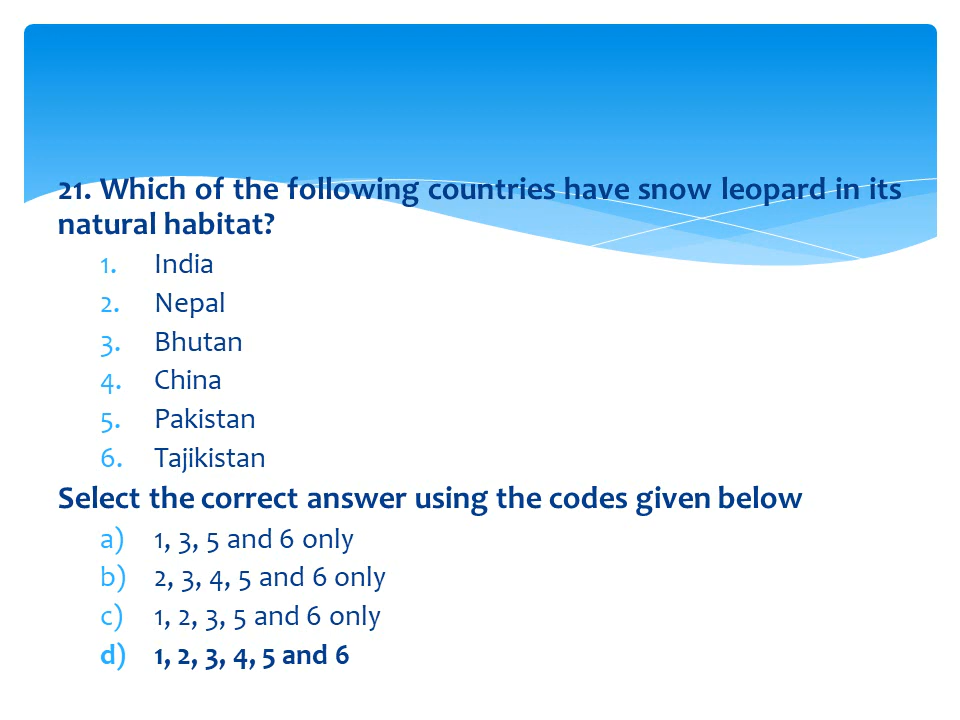 21. Which of the following countries have snow leopard in its
natural habitat?
1. India
2. Nepal
3. Bhutan
4. China
5. Pakistan
6. Tajikistan
Select the correct answer using the codes given below
a) 1, 3, 5 and 6 only
b) 2, 3, 4, 5 and 6 only
c) 1, 2, 3, 5 and 6 only
d) 1, 2, 3, 4, 5 and 6